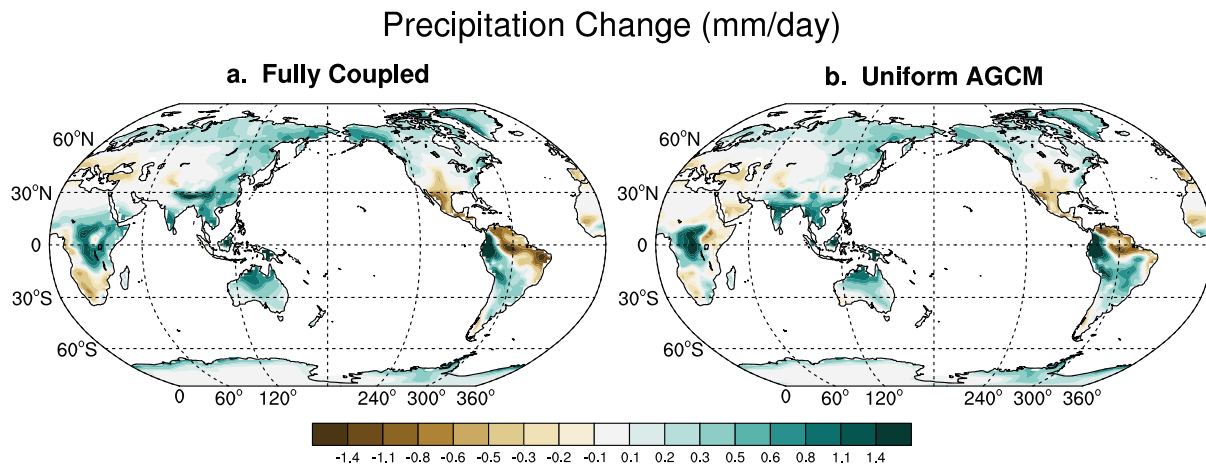 Precipitation Change (mm/day)
a. Fully Coupled
b. Uniform AGCM
60°N
30°N
0
30°S
60°S
0 60° 120° 240° 300° 360°
60°N
30°N
0
30°S
60°S
0 60° 120° 240° 300° 360°
-1.4 -1.1 -0.8 -0.6 -0.5 -0.3 -0.2 -0.1 0.1 0.2 0.3 0.5 0.6 0.8 1.1 1.4